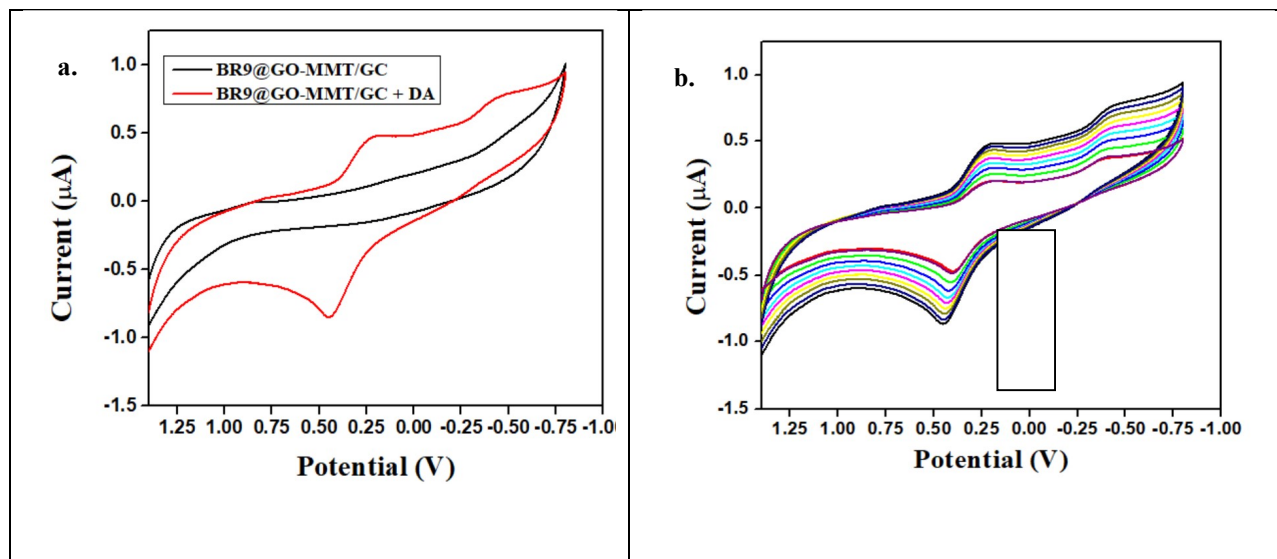 a.
BR9@GO-MMT/GC
BR9@GO-MMT/GC + DA
1.0
0.5
0.0
-0.5
-1.0
-1.5
Current (μA)
1.25 1.00 0.75 0.50 0.25 0.00 -0.25 -0.50 -0.75 -1.00
Potential (V)
b.
1.0
0.5
0.0
-0.5
-1.0
-1.5
Current (μA)
1.25 1.00 0.75 0.50 0.25 0.00 -0.25 -0.50 -0.75 -1.00
Potential (V)